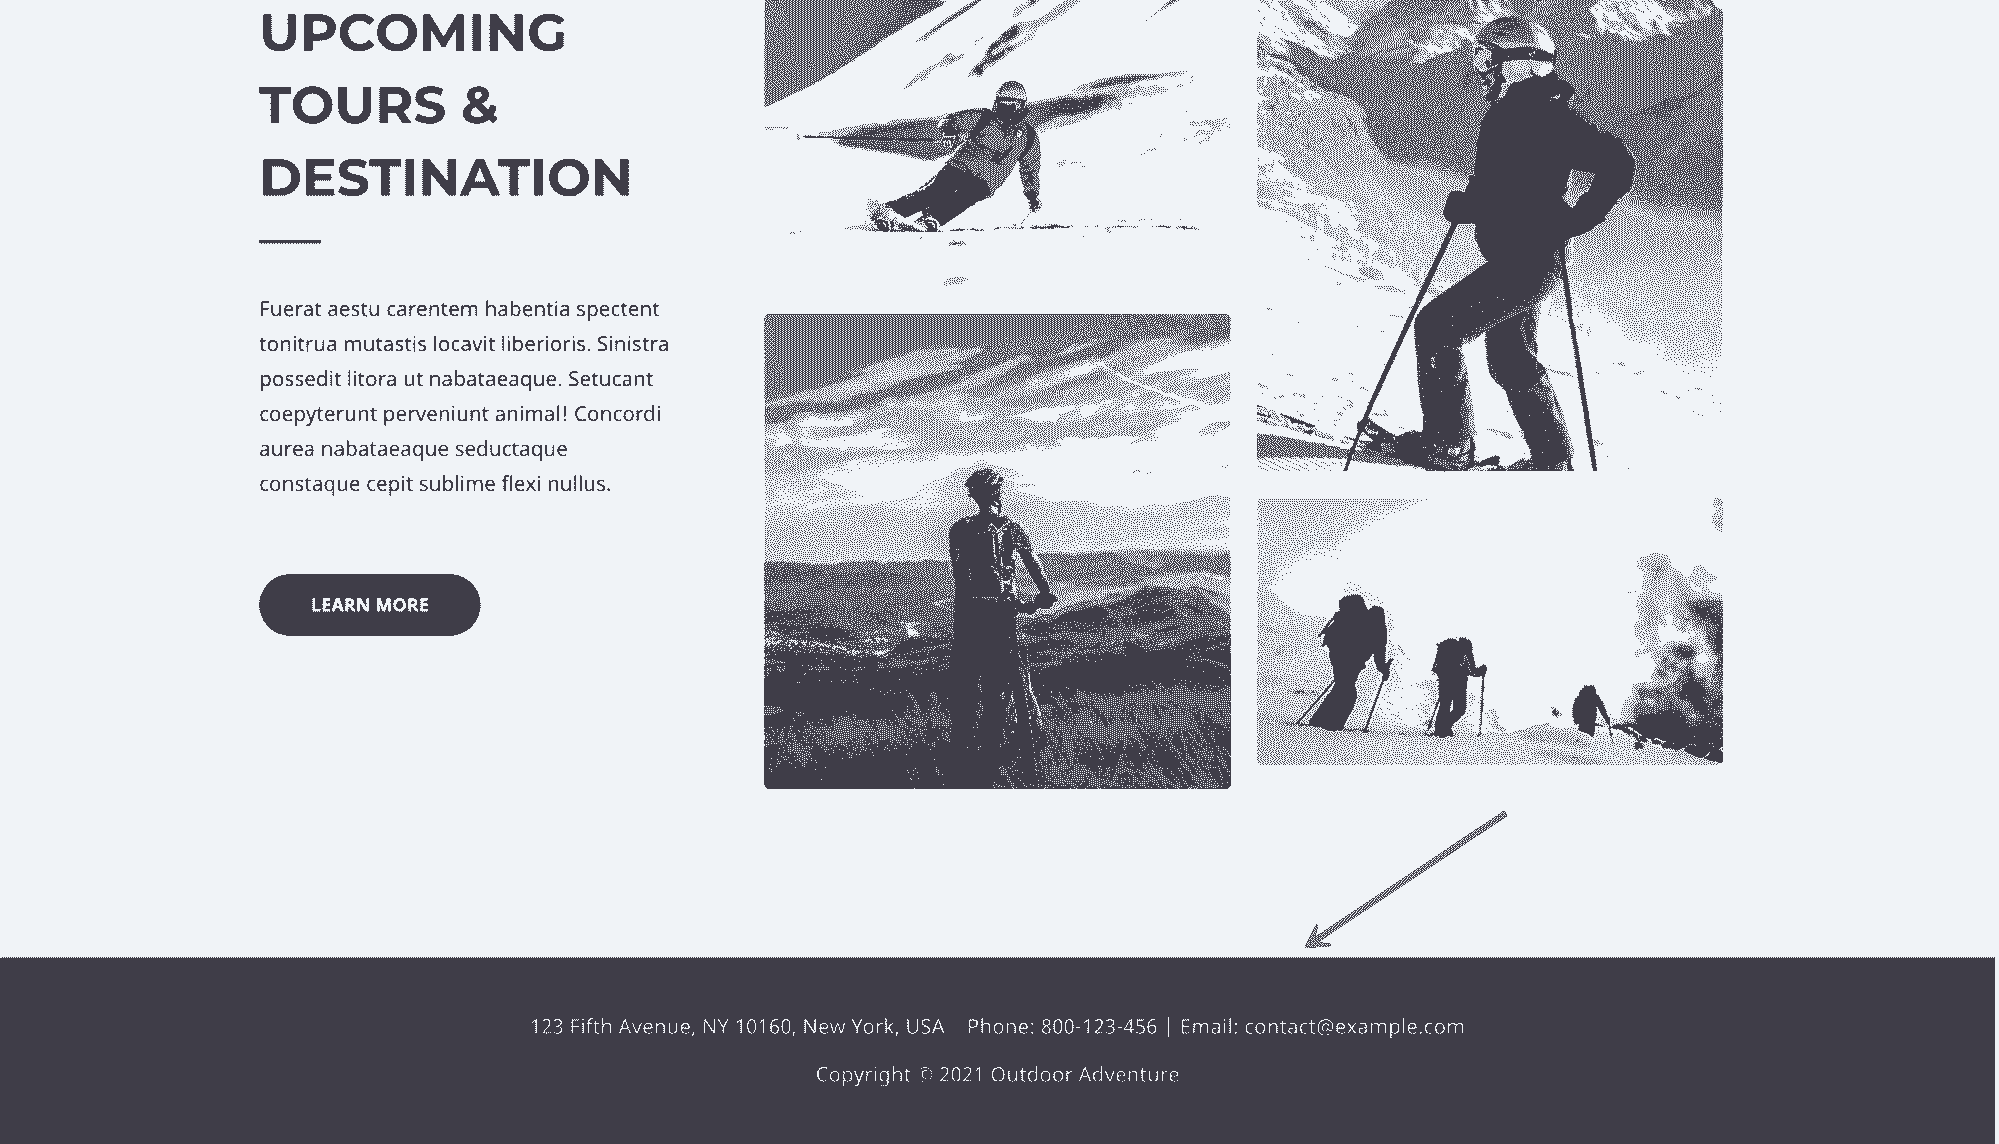 UPCOMING
TOURS &
DESTINATION
Fuerat aestu carentem habentia spectent
tonitrua mutastis locavit liberioris. Sinistra
possedit litora ut nabataeaque. Setucant
coepyterunt perveniunt animal! Concordi
aurea nabataeaque seductaque
constaque cepit sublime flexi nullus.
LEARN MORE
123 Fifth Avenue, NY 10160, New York, USA    Phone: 800-123-456 | Email: contact@example.com
Copyright © 2021 Outdoor Adventure